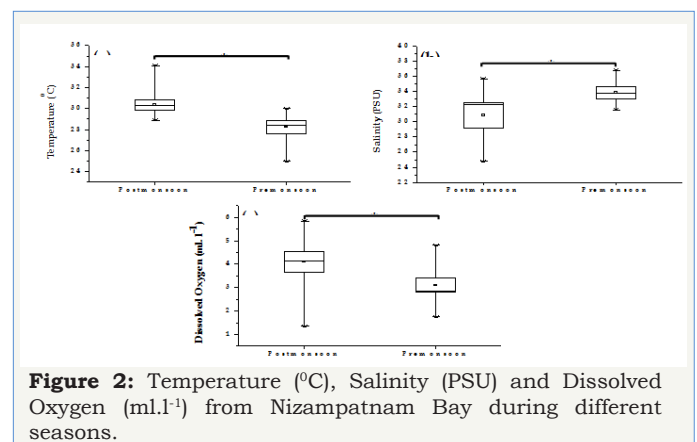 36
34
32
30
28
26
24
Temperature (⁰C)
Postmonsoon Premonsoon
40
38
36
34
32
30
28
26
24
22
Salinity (PSU)
(b)
Postmonsoon Premonsoon
6
5
4
3
2
1
Dissolved Oxygen (ml.l⁻¹)
Postmonsoon Premonsoon
Figure 2: Temperature (⁰C), Salinity (PSU) and Dissolved
Oxygen (ml.l⁻¹) from Nizampatnam Bay during different
seasons.